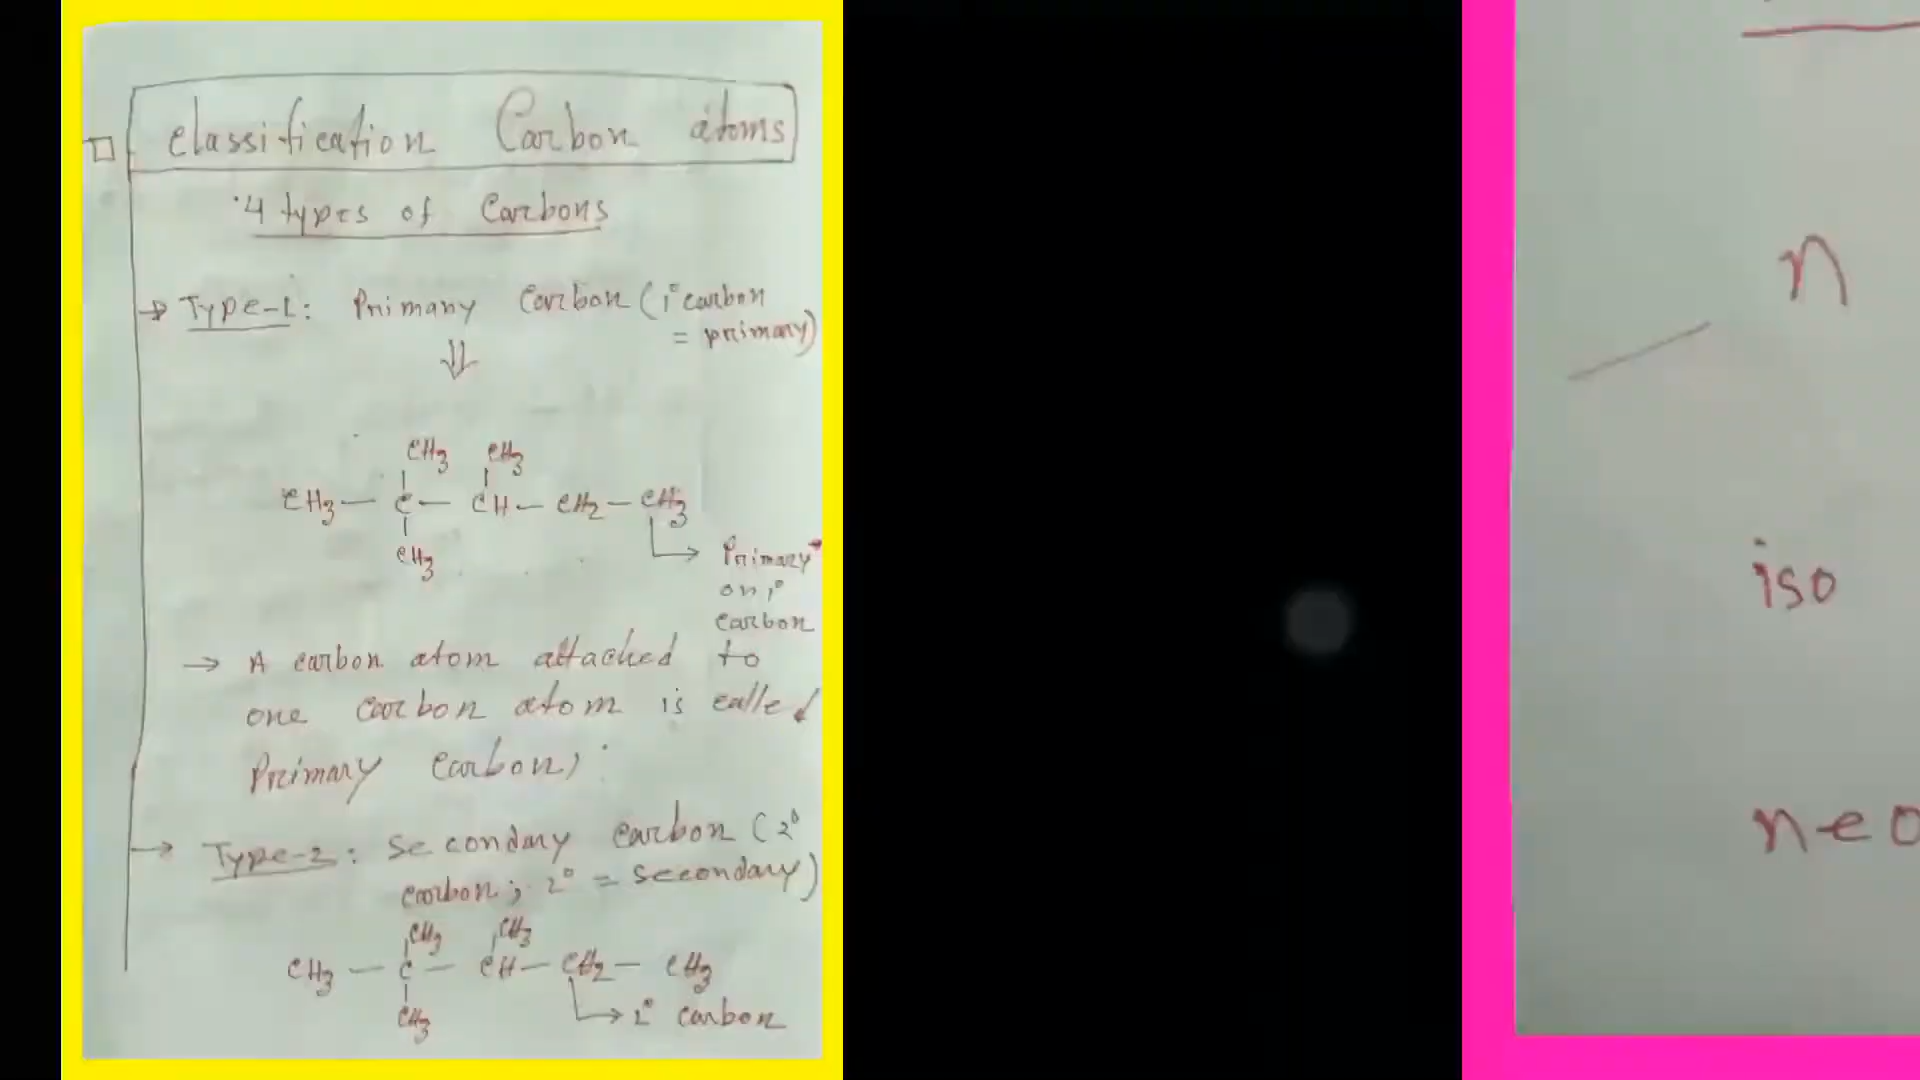 Classification Carbon atoms
4 types of Carbons
→ Type-1: Primary Carbon (1° carbon
= primary)
⇓
CH3 CH3
CH3 — C — CH — CH2 — CH3
CH3
Primary
or 1°
carbon
→ A carbon atom attached to
one carbon atom is called
Primary Carbon;
→ Type-2: Secondary carbon (2°
carbon; 2° = secondary)
CH3 CH3
CH3 — C — CH — CH2 — CH3
CH3
2° carbon
n
iso
neo